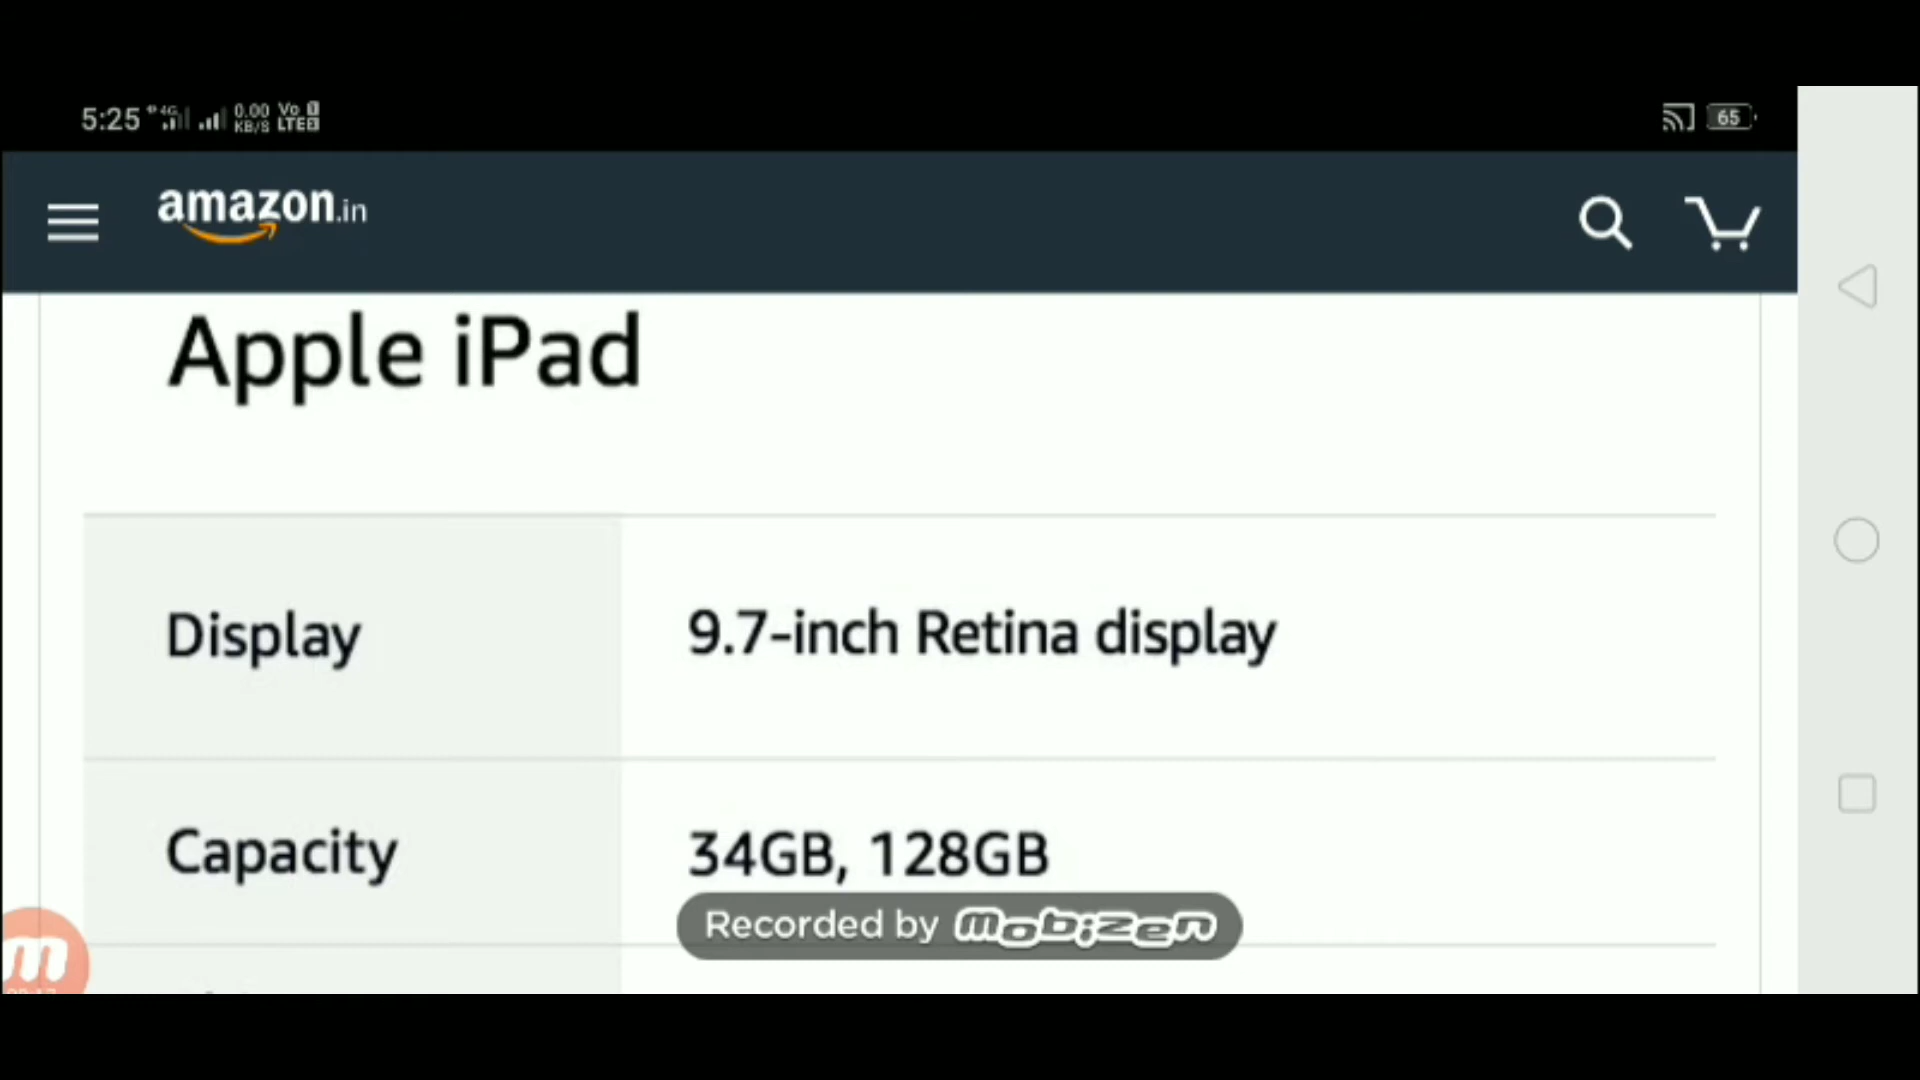 5:25 4G 0.00 KB/S Vo LTE 65
amazon.in
Apple iPad
Display 9.7-inch Retina display
Capacity 34GB, 128GB
Recorded by mobizen
m